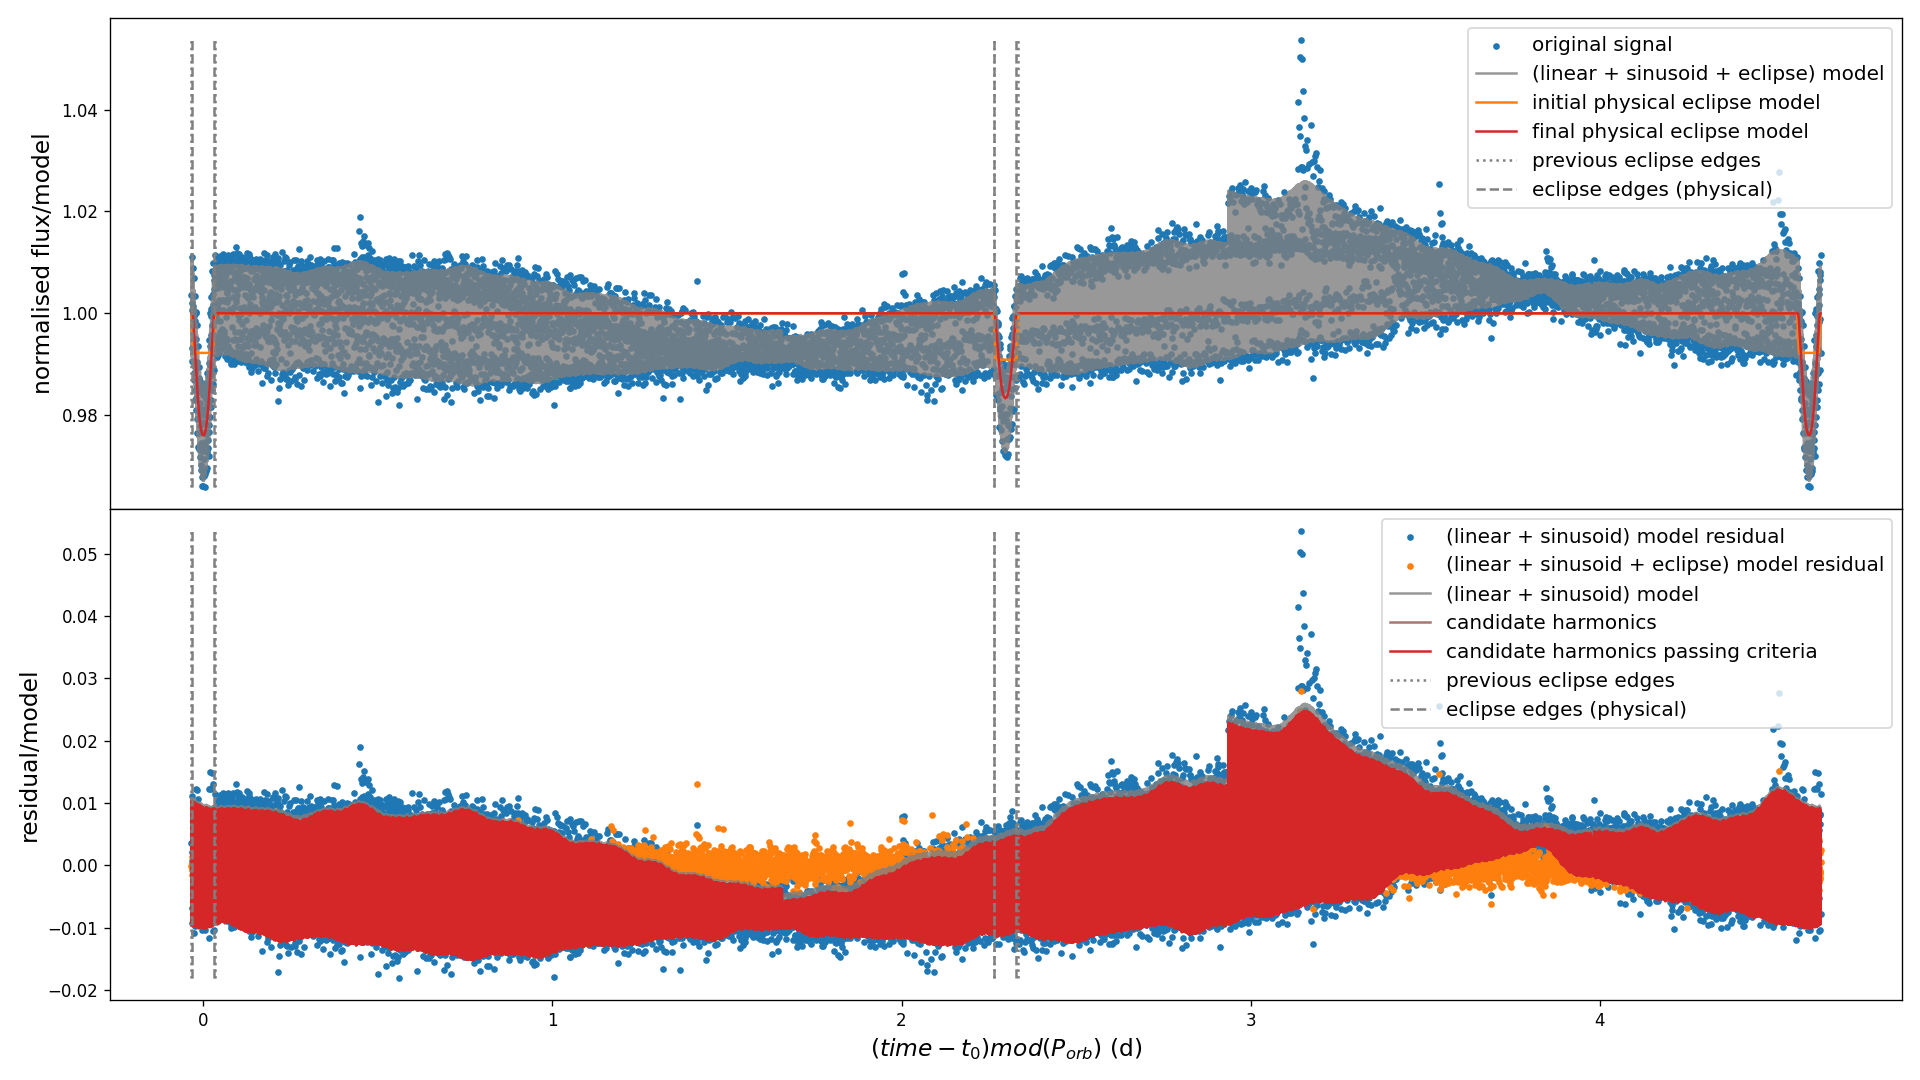 normalised flux/model
1.04
1.02
1.00
0.98
original signal
(linear + sinusoid + eclipse) model
initial physical eclipse model
final physical eclipse model
previous eclipse edges
eclipse edges (physical)
residual/model
0.05
0.04
0.03
0.02
0.01
0.00
−0.01
−0.02
(linear + sinusoid) model residual
(linear + sinusoid + eclipse) model residual
(linear + sinusoid) model
candidate harmonics
candidate harmonics passing criteria
previous eclipse edges
eclipse edges (physical)
0 1 2 3 4
(time − t₀)mod(P_orb) (d)